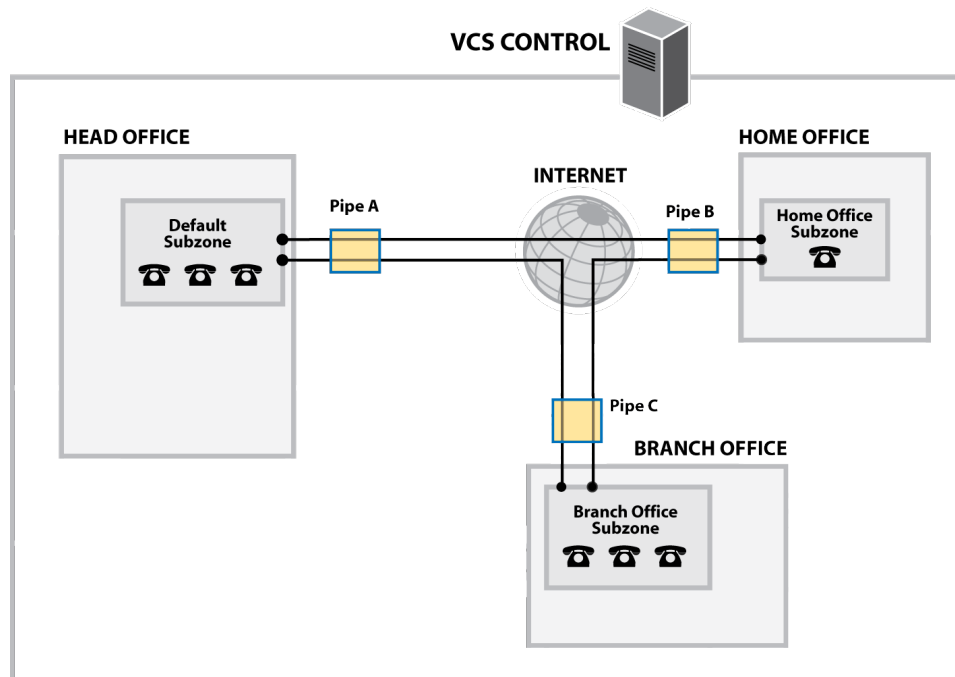 VCS CONTROL
HEAD OFFICE
HOME OFFICE
INTERNET
Pipe A
Pipe B
Default
Subzone
Home Office
Subzone
Pipe C
BRANCH OFFICE
Branch Office
Subzone